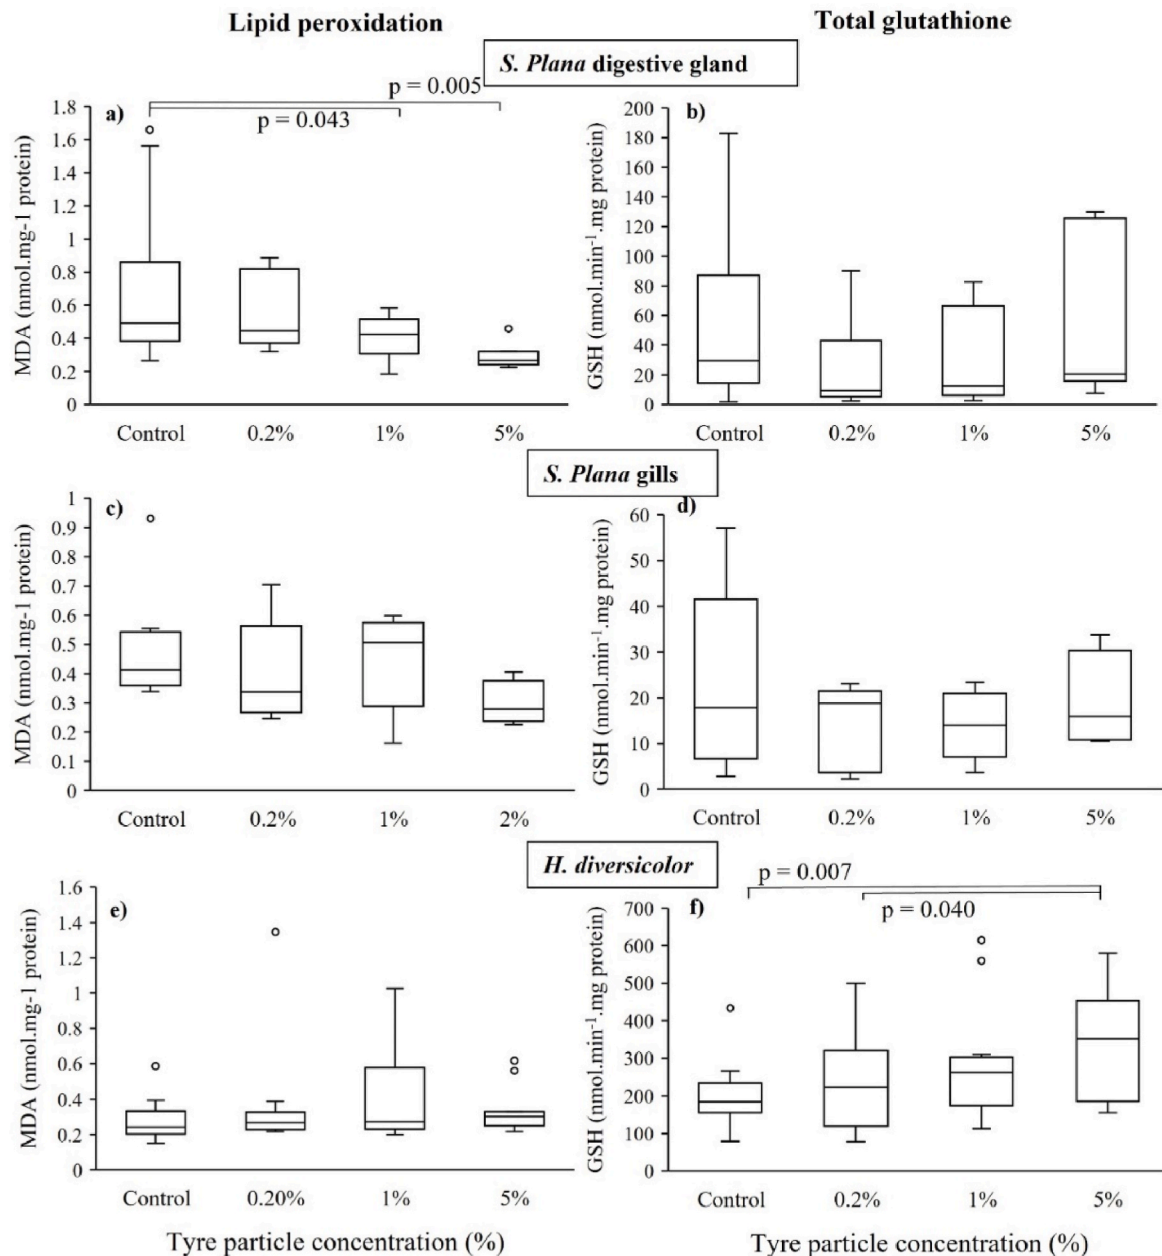 Lipid peroxidation
Total glutathione
S. Plana digestive gland
p = 0.005
p = 0.043
a)
MDA (nmol.mg-1 protein)
1.8
1.6
1.4
1.2
1
0.8
0.6
0.4
0.2
0
Control 0.2% 1% 5%
b)
GSH (nmol.min⁻¹.mg protein)
200
180
160
140
120
100
80
60
40
20
0
Control 0.2% 1% 5%
S. Plana gills
c)
MDA (nmol.mg-1 protein)
1
0.9
0.8
0.7
0.6
0.5
0.4
0.3
0.2
0.1
0
Control 0.2% 1% 2%
d)
GSH (nmol.min⁻¹.mg protein)
60
50
40
30
20
10
0
Control 0.2% 1% 5%
H. diversicolor
e)
MDA (nmol.mg-1 protein)
1.6
1.4
1.2
1
0.8
0.6
0.4
0.2
0
Control 0.20% 1% 5%
Tyre particle concentration (%)
p = 0.007
p = 0.040
f)
GSH (nmol.min⁻¹.mg protein)
700
600
500
400
300
200
100
0
Control 0.2% 1% 5%
Tyre particle concentration (%)